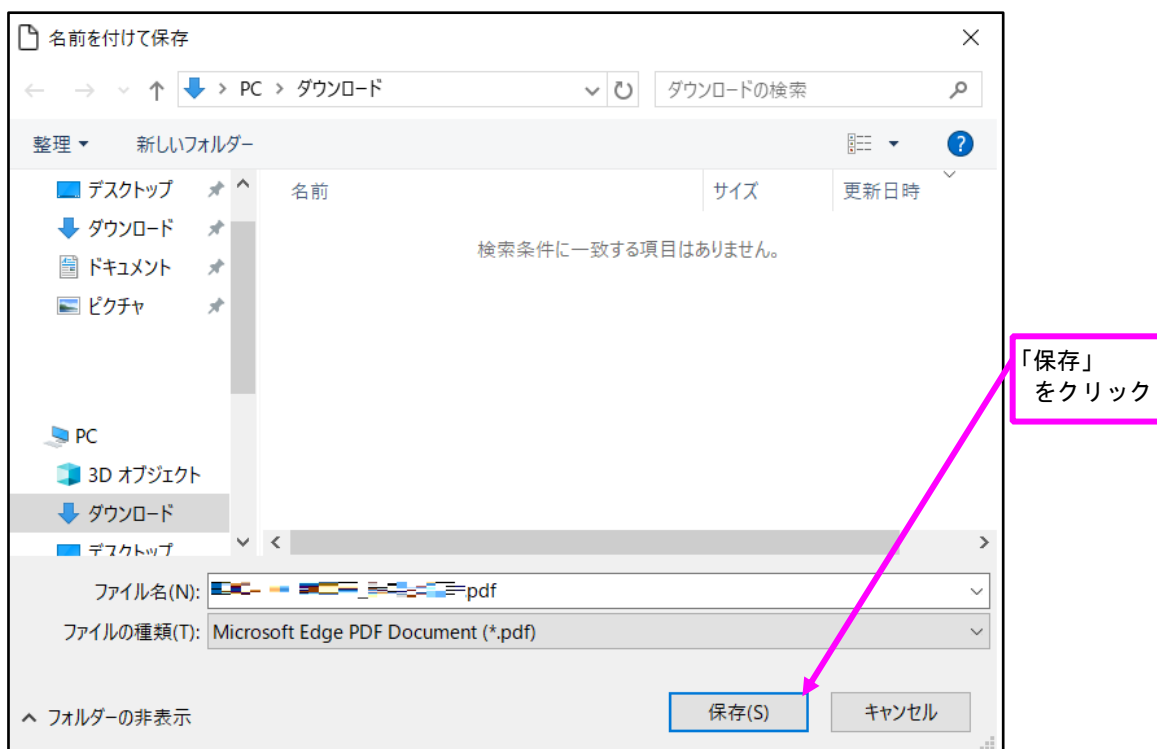 名前を付けて保存
PC > ダウンロード
ダウンロードの検索
整理 新しいフォルダー
?
デスクトップ
ダウンロード
ドキュメント
ピクチャ
PC
3D オブジェクト
ダウンロード
デスクトップ
名前 サイズ 更新日時
検索条件に一致する項目はありません。
「保存」
をクリック
ファイル名(N): .pdf
ファイルの種類(T): Microsoft Edge PDF Document (*.pdf)
フォルダーの非表示
保存(S) キャンセル